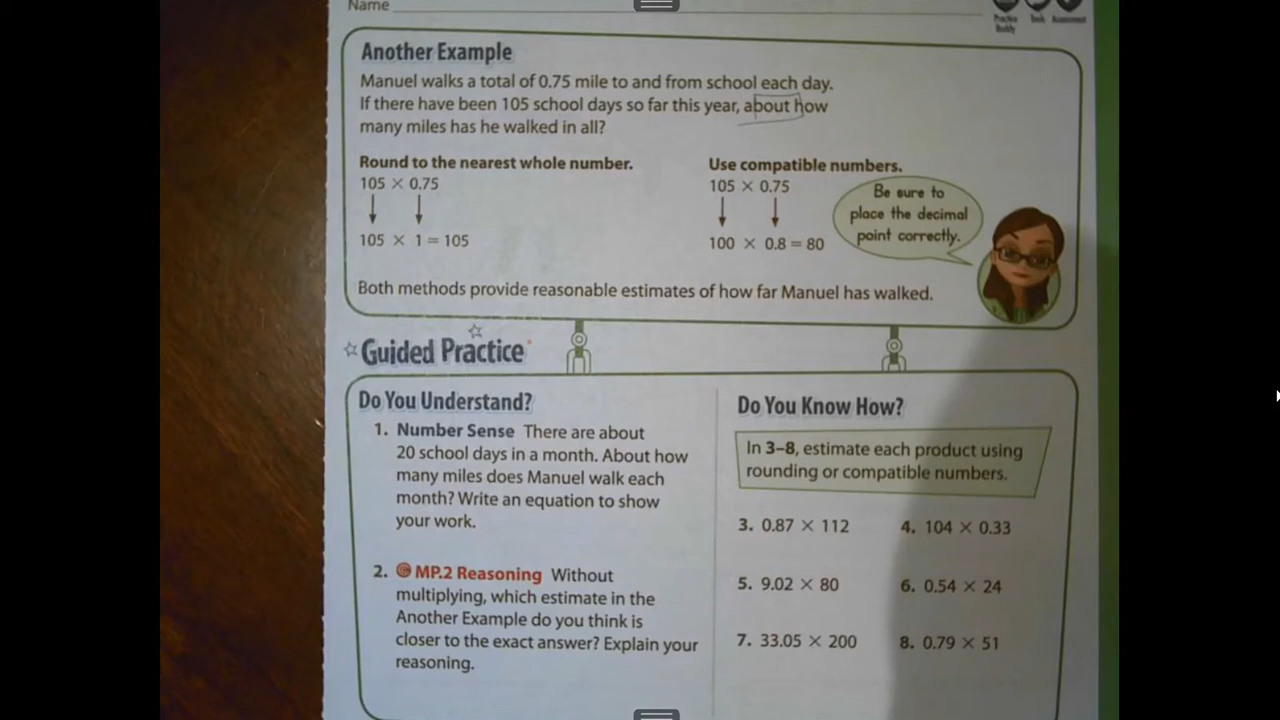 Name
Practice Buddy Tools Assessment
Another Example
Manuel walks a total of 0.75 mile to and from school each day.
If there have been 105 school days so far this year, about how
many miles has he walked in all?
Round to the nearest whole number.
105 × 0.75
105 × 1 = 105
Use compatible numbers.
105 × 0.75
100 × 0.8 = 80
Be sure to
place the decimal
point correctly.
Both methods provide reasonable estimates of how far Manuel has walked.
☆Guided Practice☆
Do You Understand?
1. Number Sense There are about
20 school days in a month. About how
many miles does Manuel walk each
month? Write an equation to show
your work.
2. MP.2 Reasoning Without
multiplying, which estimate in the
Another Example do you think is
closer to the exact answer? Explain your
reasoning.
Do You Know How?
In 3–8, estimate each product using
rounding or compatible numbers.
3. 0.87 × 112
4. 104 × 0.33
5. 9.02 × 80
6. 0.54 × 24
7. 33.05 × 200
8. 0.79 × 51